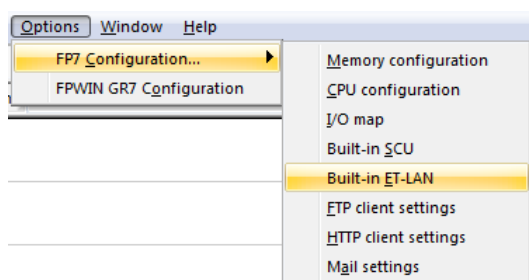 Options Window Help
FP7 Configuration...
FPWIN GR7 Configuration
Memory configuration
CPU configuration
I/O map
Built-in SCU
Built-in ET-LAN
FTP client settings
HTTP client settings
Mail settings